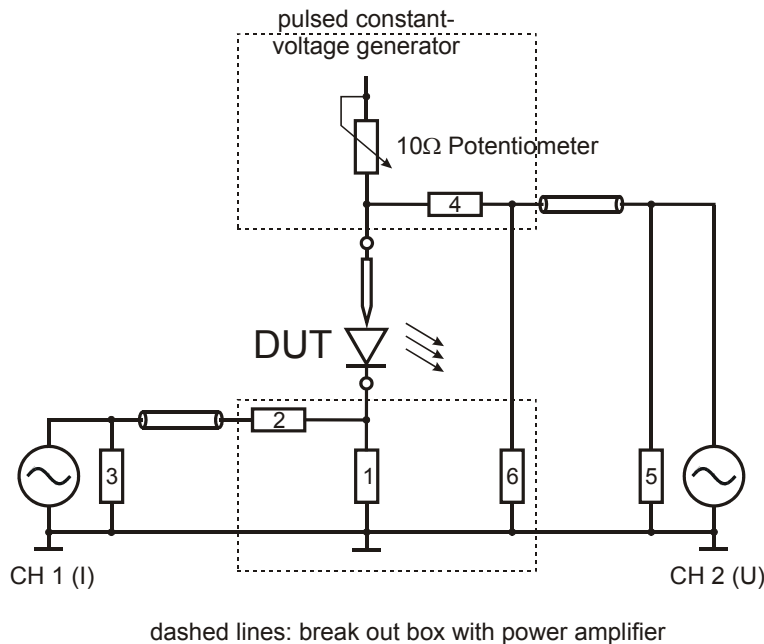 pulsed constant-
voltage generator
10Ω Potentiometer
4
DUT
2
3
1
6
5
CH 1 (I)
CH 2 (U)
dashed lines: break out box with power amplifier